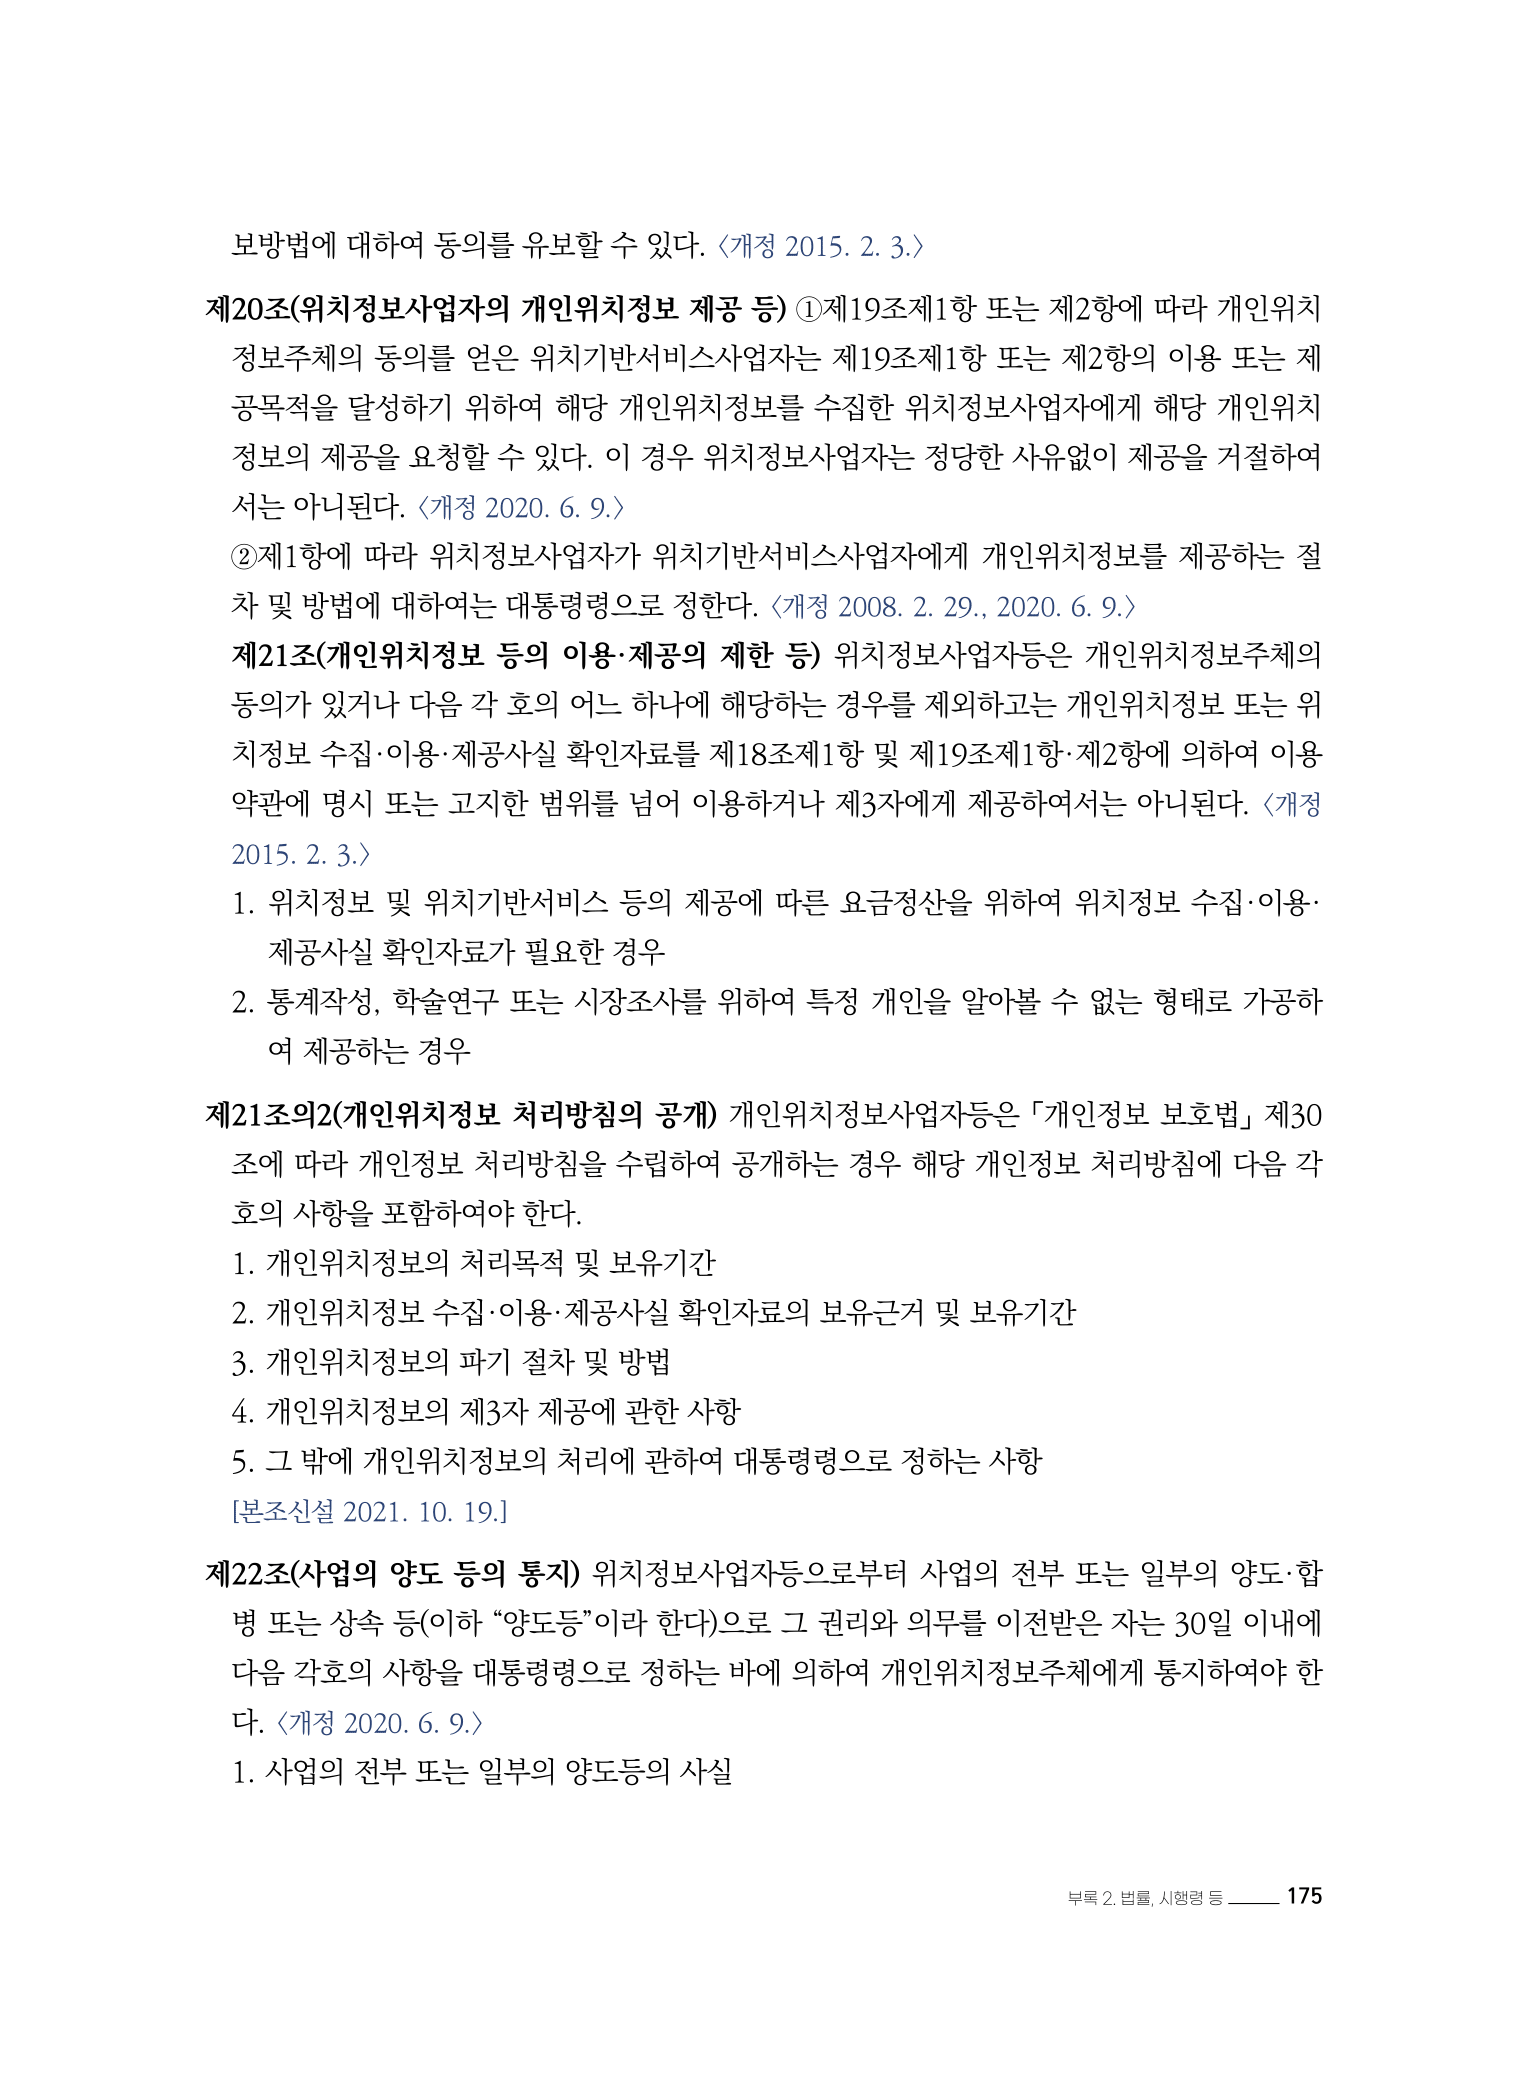 보방법에 대하여 동의를 유보할 수 있다. 〈개정 2015. 2. 3.〉
제20조(위치정보사업자의 개인위치정보 제공 등) ①제19조제1항 또는 제2항에 따라 개인위치
정보주체의 동의를 얻은 위치기반서비스사업자는 제19조제1항 또는 제2항의 이용 또는 제
공목적을 달성하기 위하여 해당 개인위치정보를 수집한 위치정보사업자에게 해당 개인위치
정보의 제공을 요청할 수 있다. 이 경우 위치정보사업자는 정당한 사유없이 제공을 거절하여
서는 아니된다. 〈개정 2020. 6. 9.〉
②제1항에 따라 위치정보사업자가 위치기반서비스사업자에게 개인위치정보를 제공하는 절
차 및 방법에 대하여는 대통령령으로 정한다. 〈개정 2008. 2. 29., 2020. 6. 9.〉
제21조(개인위치정보 등의 이용·제공의 제한 등) 위치정보사업자등은 개인위치정보주체의
동의가 있거나 다음 각 호의 어느 하나에 해당하는 경우를 제외하고는 개인위치정보 또는 위
치정보 수집·이용·제공사실 확인자료를 제18조제1항 및 제19조제1항·제2항에 의하여 이용
약관에 명시 또는 고지한 범위를 넘어 이용하거나 제3자에게 제공하여서는 아니된다. 〈개정
2015. 2. 3.〉
1. 위치정보 및 위치기반서비스 등의 제공에 따른 요금정산을 위하여 위치정보 수집·이용·
제공사실 확인자료가 필요한 경우
2. 통계작성, 학술연구 또는 시장조사를 위하여 특정 개인을 알아볼 수 없는 형태로 가공하
여 제공하는 경우
제21조의2(개인위치정보 처리방침의 공개) 개인위치정보사업자등은 「개인정보 보호법」 제30
조에 따라 개인정보 처리방침을 수립하여 공개하는 경우 해당 개인정보 처리방침에 다음 각
호의 사항을 포함하여야 한다.
1. 개인위치정보의 처리목적 및 보유기간
2. 개인위치정보 수집·이용·제공사실 확인자료의 보유근거 및 보유기간
3. 개인위치정보의 파기 절차 및 방법
4. 개인위치정보의 제3자 제공에 관한 사항
5. 그 밖에 개인위치정보의 처리에 관하여 대통령령으로 정하는 사항
[본조신설 2021. 10. 19.]
제22조(사업의 양도 등의 통지) 위치정보사업자등으로부터 사업의 전부 또는 일부의 양도·합
병 또는 상속 등(이하 “양도등”이라 한다)으로 그 권리와 의무를 이전받은 자는 30일 이내에
다음 각호의 사항을 대통령령으로 정하는 바에 의하여 개인위치정보주체에게 통지하여야 한
다. 〈개정 2020. 6. 9.〉
1. 사업의 전부 또는 일부의 양도등의 사실
부록 2. 법률, 시행령 등 175